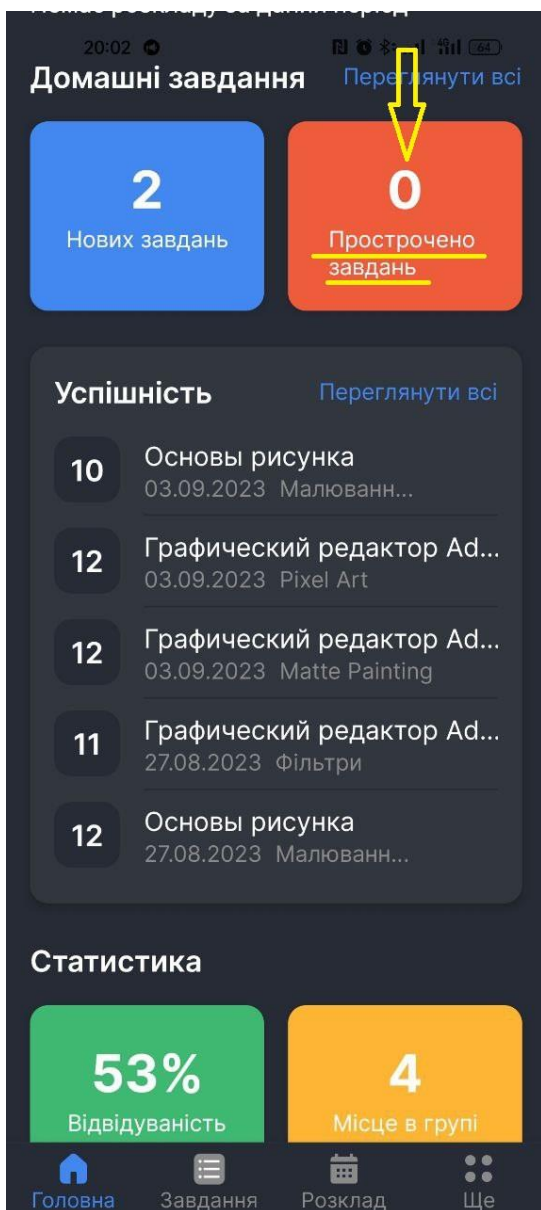 20:02 64
Домашні завдання Переглянути всі
2
Нових завдань
0
Прострочено
завдань
Успішність Переглянути всі
10 Основы рисунка
03.09.2023 Малюванн...
12 Графический редактор Ad...
03.09.2023 Pixel Art
12 Графический редактор Ad...
03.09.2023 Matte Painting
11 Графический редактор Ad...
27.08.2023 Фільтри
12 Основы рисунка
27.08.2023 Малюванн...
Статистика
53%
Відвідуваність
4
Місце в групі
Головна Завдання Розклад Ще